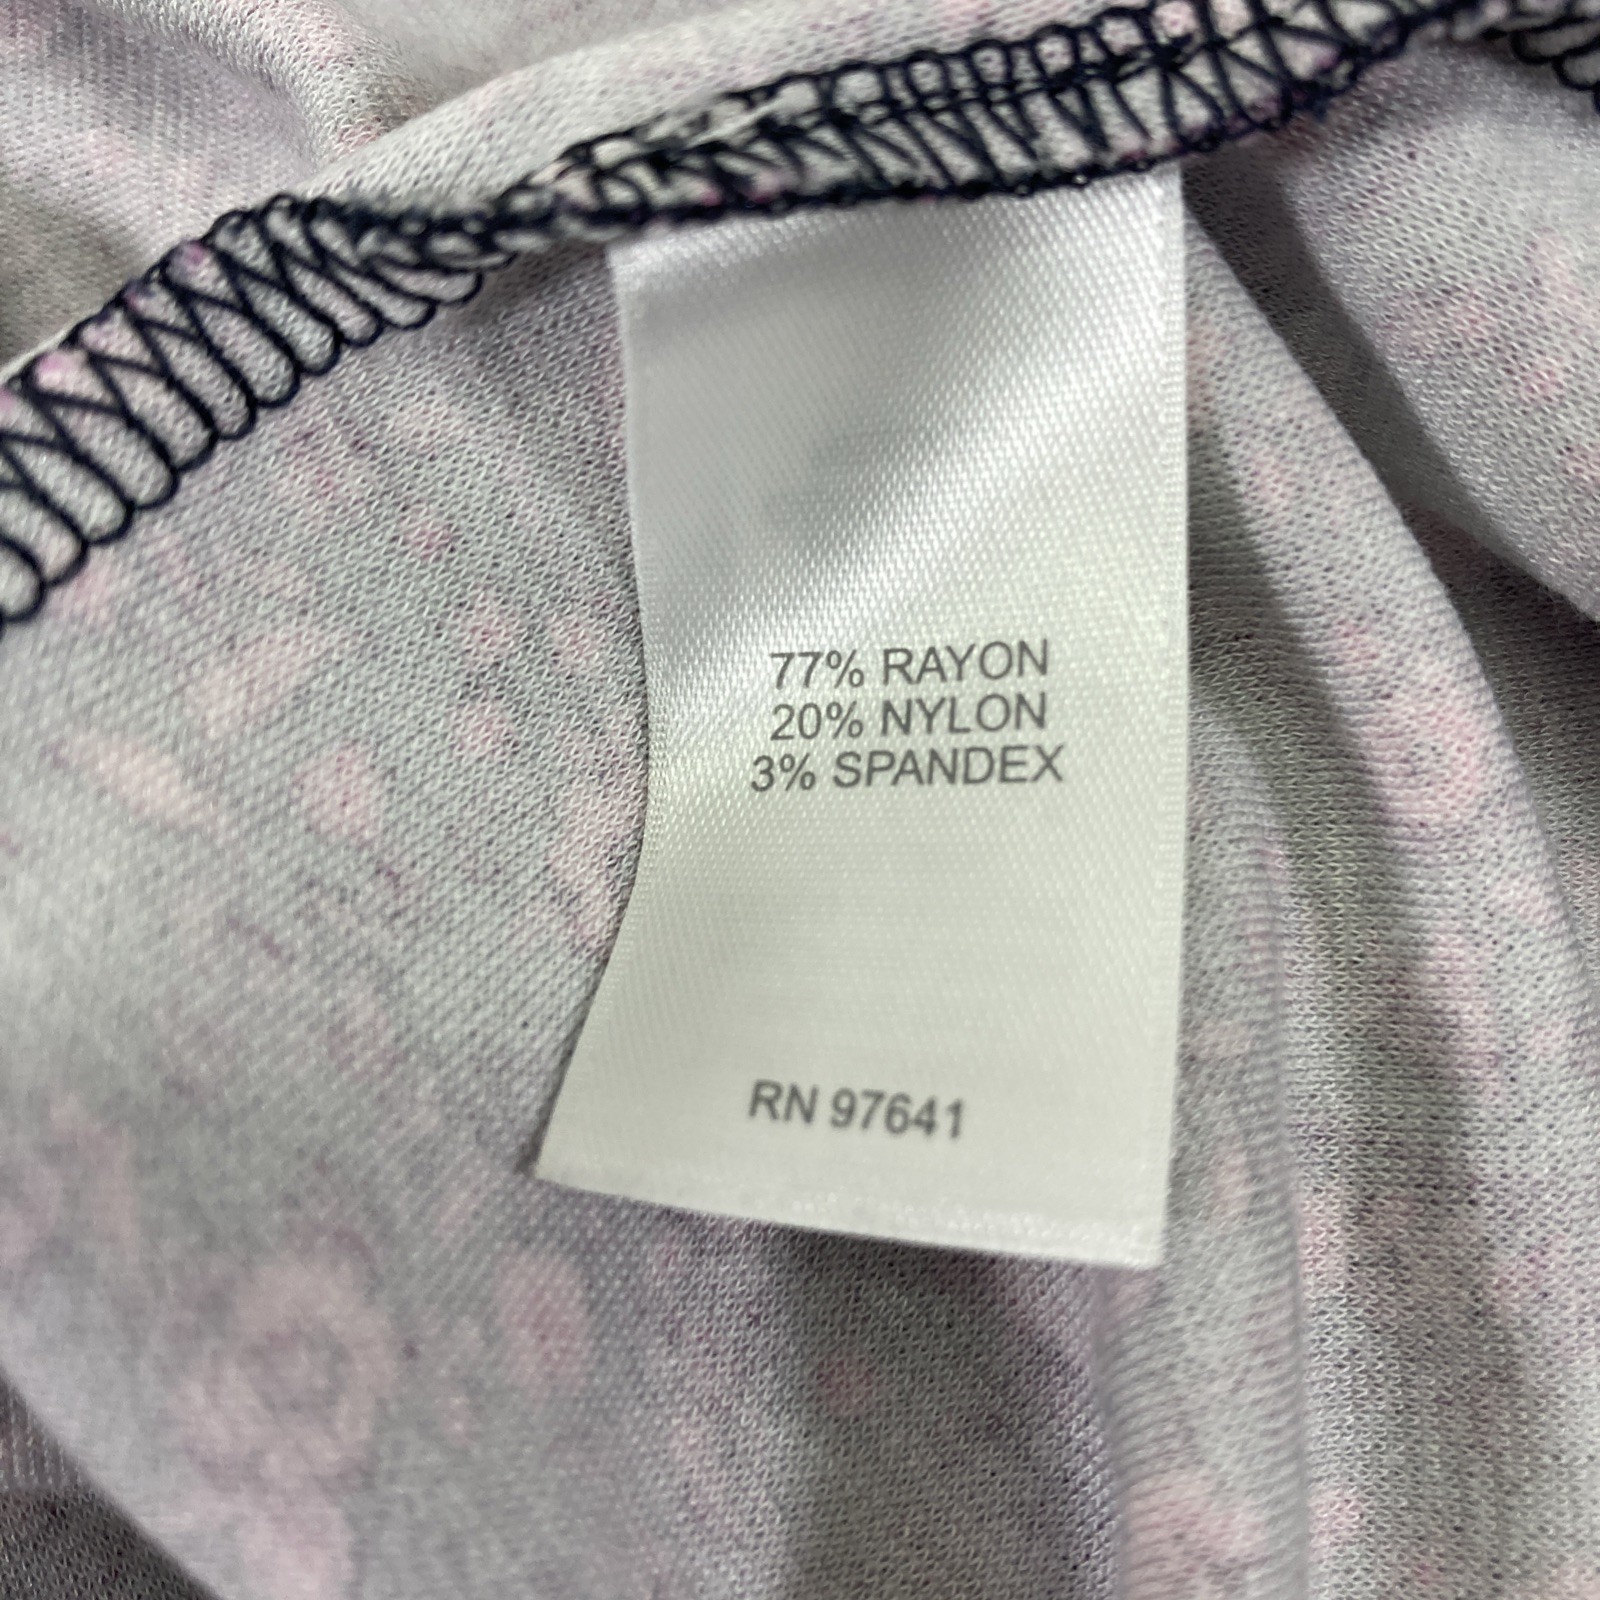 77% RAYON
20% NYLON
3% SPANDEX
RN 97641